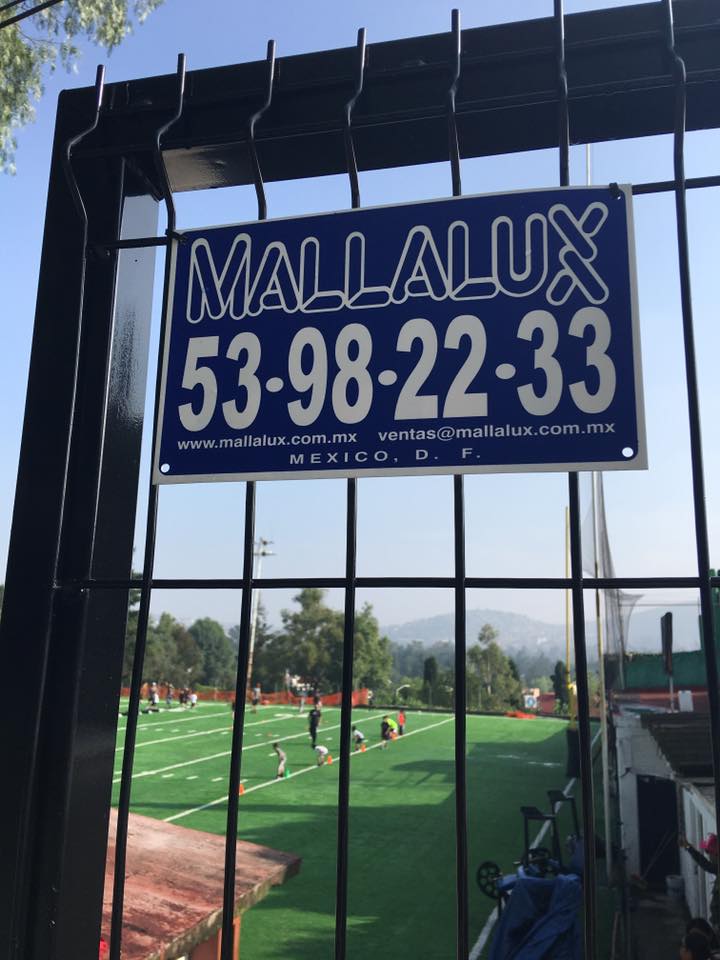 MALLALUX
53·98·22·33
www.mallalux.com.mx ventas@mallalux.com.mx
MEXICO, D. F.